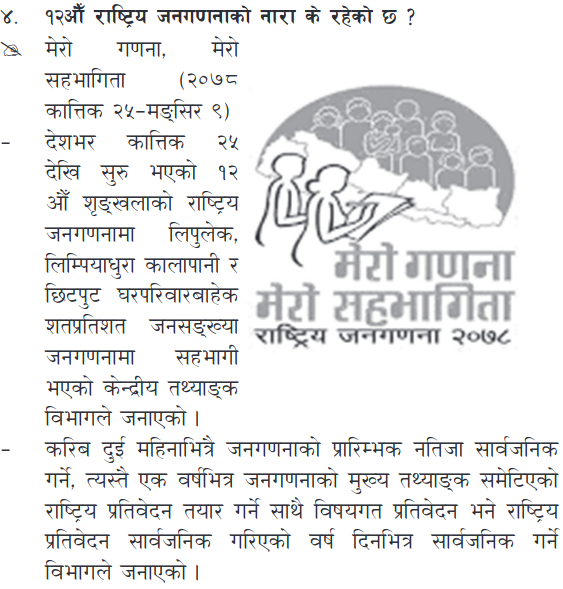 ४. १२औँ राष्ट्रिय जनगणनाको नारा के रहेको छ ?
मेरो गणना, मेरो
सहभागिता (२०७८
कात्तिक २५-मङ्सिर ९)
- देशभर कात्तिक २५
देखि सुरु भएको १२
औँ शृङ्खलाको राष्ट्रिय
जनगणनामा लिपुलेक,
लिम्पियाधुरा कालापानी र
छिटपुट घरपरिवारबाहेक
शतप्रतिशत जनसङ्ख्या
जनगणनामा सहभागी
भएको केन्द्रीय तथ्याङ्क
विभागले जनाएको ।
मेरो गणना
मेरो सहभागिता
राष्ट्रिय जनगणना २०७८
- करिब दुई महिनाभित्रै जनगणनाको प्रारिम्भक नतिजा सार्वजनिक
गर्ने, त्यस्तै एक वर्षभित्र जनगणनाको मुख्य तथ्याङ्क समेटिएको
राष्ट्रिय प्रतिवेदन तयार गर्ने साथै विषयगत प्रतिवेदन भने राष्ट्रिय
प्रतिवेदन सार्वजनिक गरिएको वर्ष दिनभित्र सार्वजनिक गर्ने
विभागले जनाएको ।